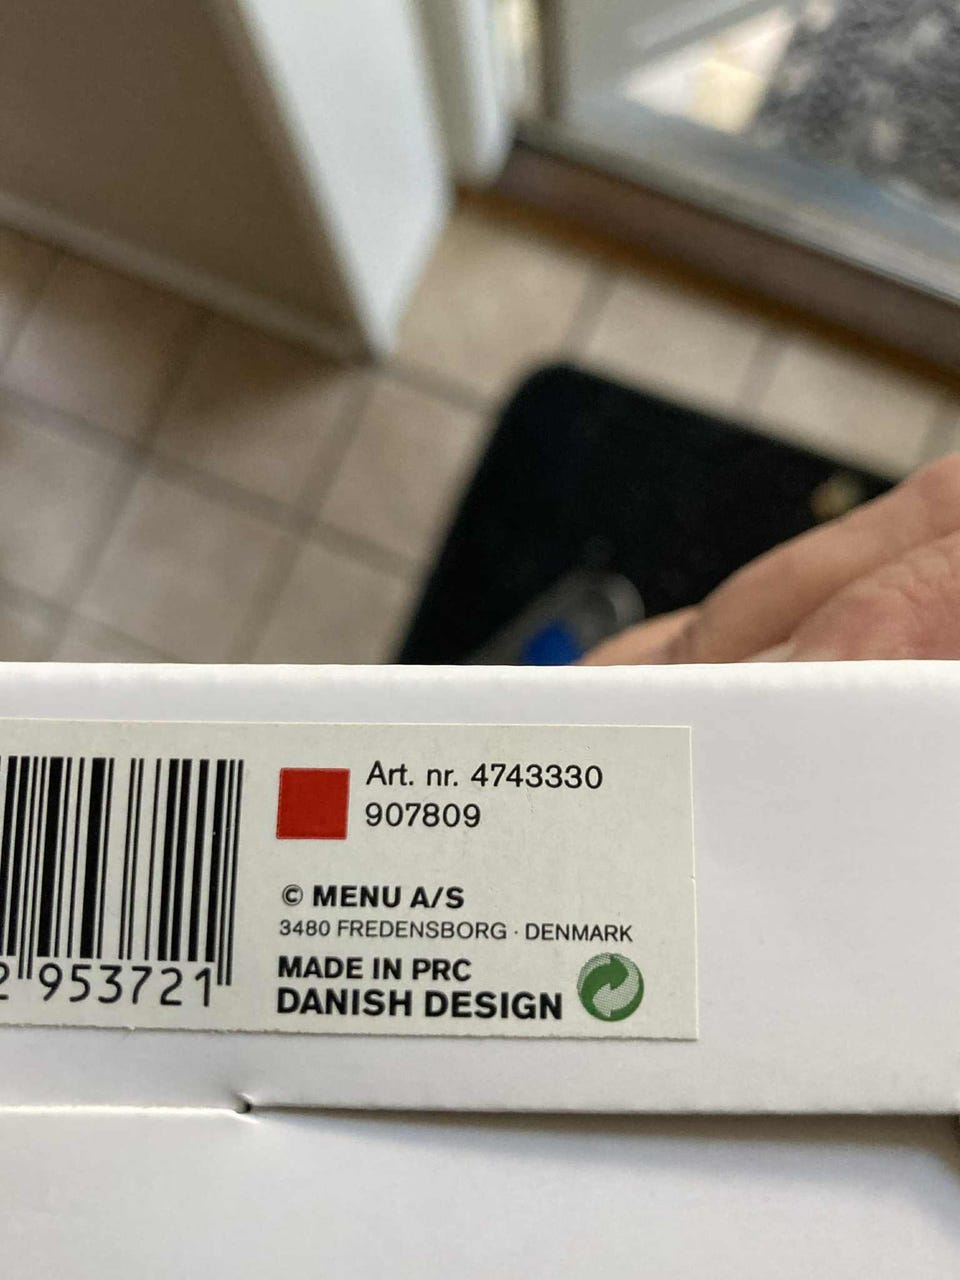 Art. nr. 4743330
907809
© MENU A/S
3480 FREDENSBORG · DENMARK
MADE IN PRC
DANISH DESIGN
2 953721